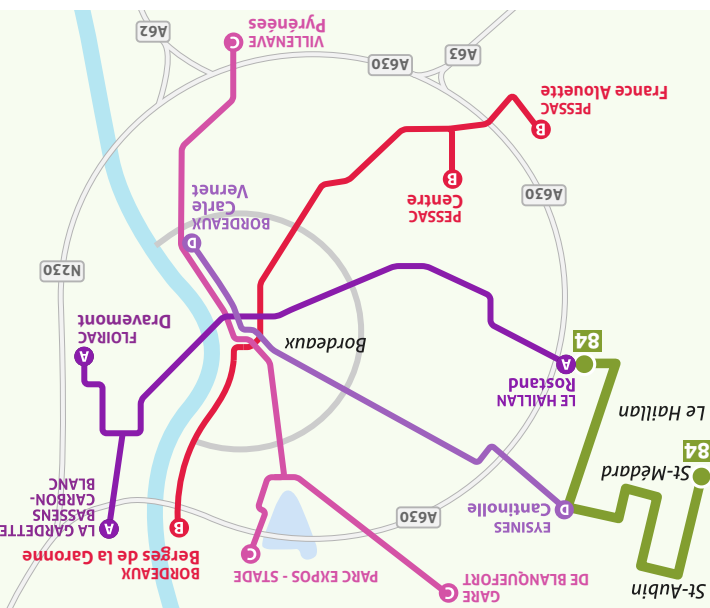 St-Aubin
GARE
DE BLANQUEFORT
C
PARC EXPOS - STADE
C
BORDEAUX
Berges de la Garonne
B
A
LA GARDETTE
BASSENS
CARBON-
BLANC
EYSINES
Cantinolle
D
A630
84
St-Médard
Le Haillan
LE HAILLAN
Rostand
A
84
Bordeaux
A
FLOIRAC
Dravemont
N230
D
BORDEAUX
Carle
Vernet
PESSAC
Centre
B
A630
B
PESSAC
France Alouette
A63
A630
C
VILLENAVE
Pyrénées
A62